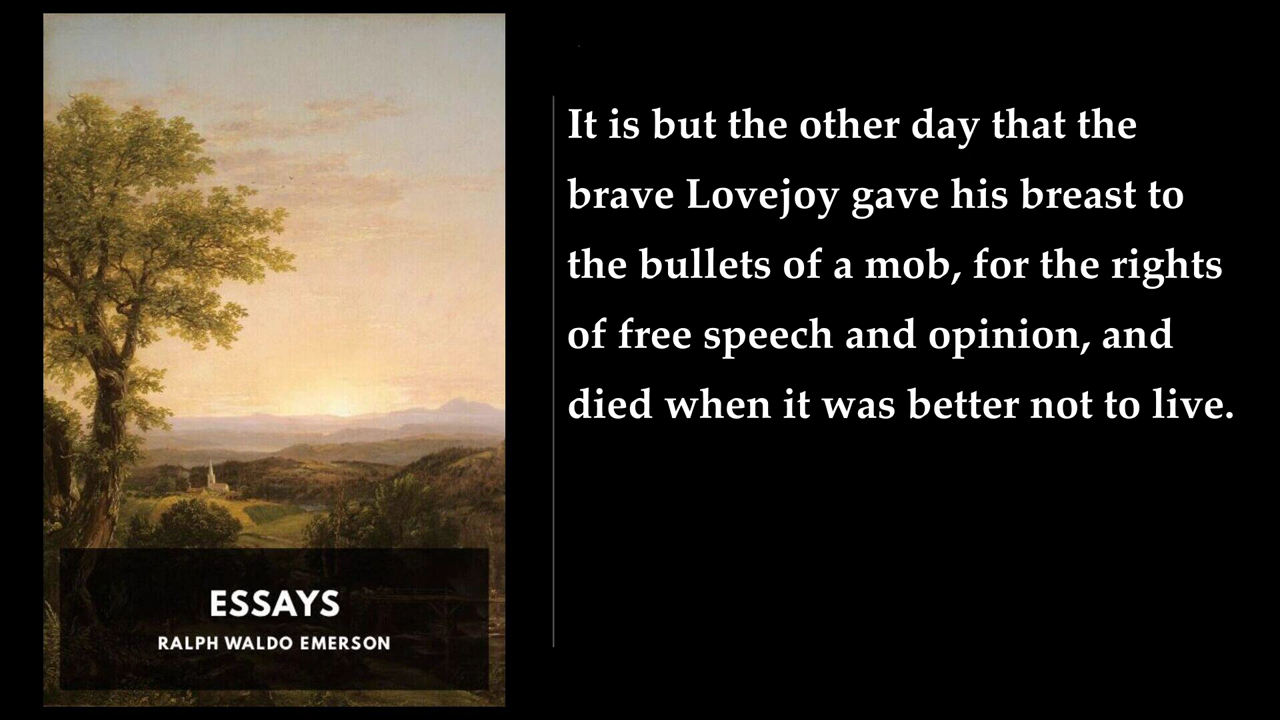 It is but the other day that the
brave Lovejoy gave his breast to
the bullets of a mob, for the rights
of free speech and opinion, and
died when it was better not to live.
ESSAYS
RALPH WALDO EMERSON